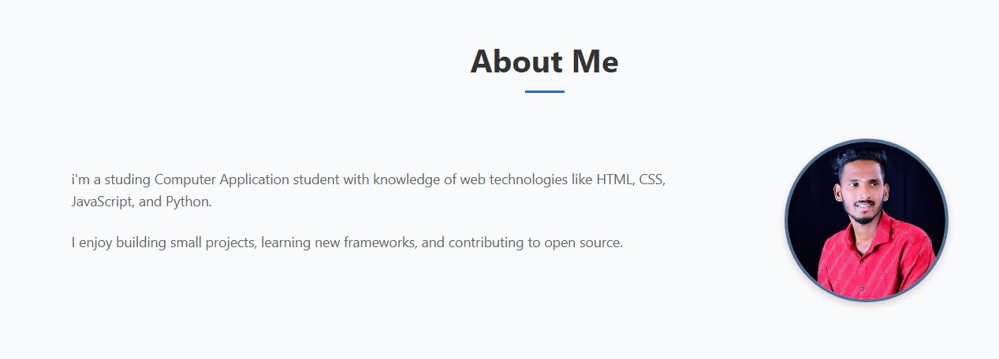 About Me
i'm a studing Computer Application student with knowledge of web technologies like HTML, CSS,
JavaScript, and Python.
I enjoy building small projects, learning new frameworks, and contributing to open source.